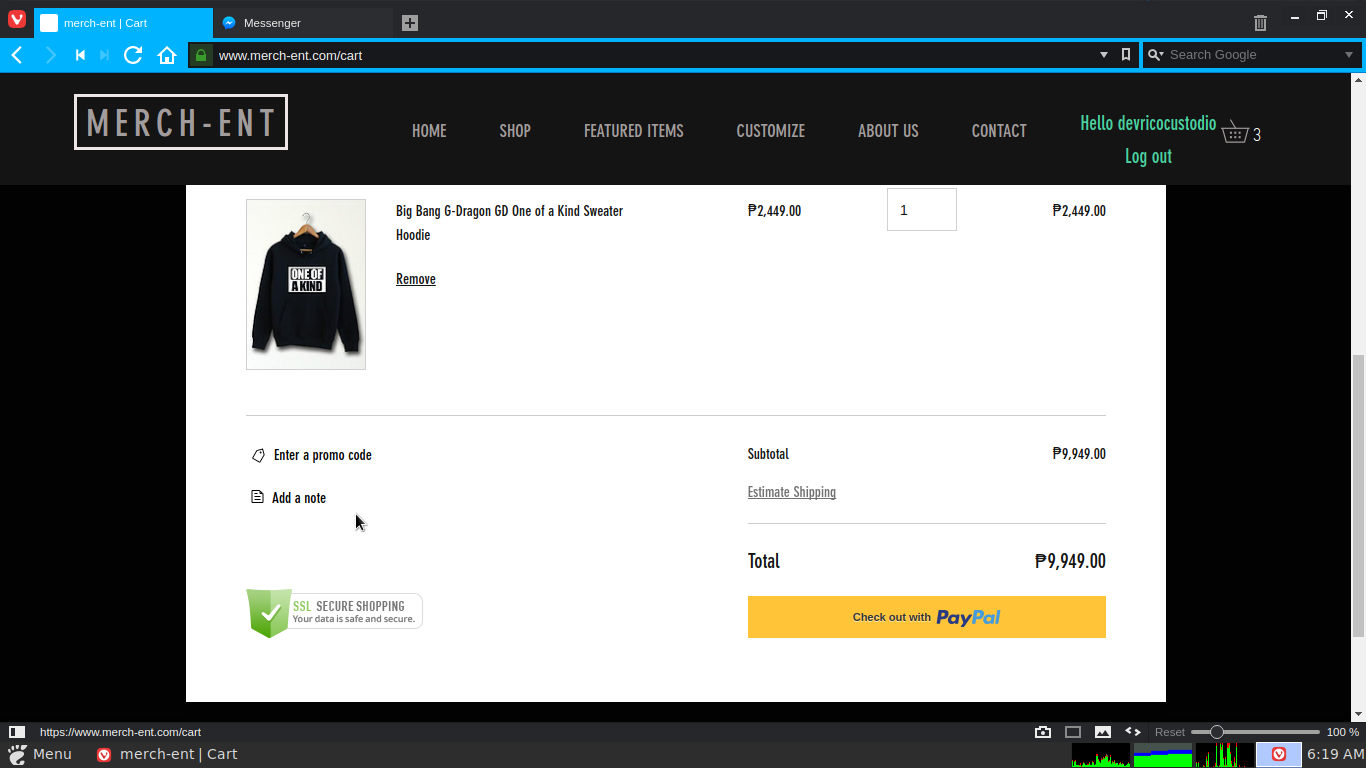 merch-ent | Cart
Messenger
www.merch-ent.com/cart
Search Google
MERCH-ENT
HOME
SHOP
FEATURED ITEMS
CUSTOMIZE
ABOUT US
CONTACT
Hello devricocustodio
3
Log out
Big Bang G-Dragon GD One of a Kind Sweater
Hoodie
₱2,449.00
1
₱2,449.00
Remove
ONE OF
A KIND
Enter a promo code
Subtotal
₱9,949.00
Add a note
Estimate Shipping
Total
₱9,949.00
SSL SECURE SHOPPING
Your data is safe and secure.
Check out with PayPal
https://www.merch-ent.com/cart
Reset
100 %
Menu
merch-ent | Cart
6:19 AM